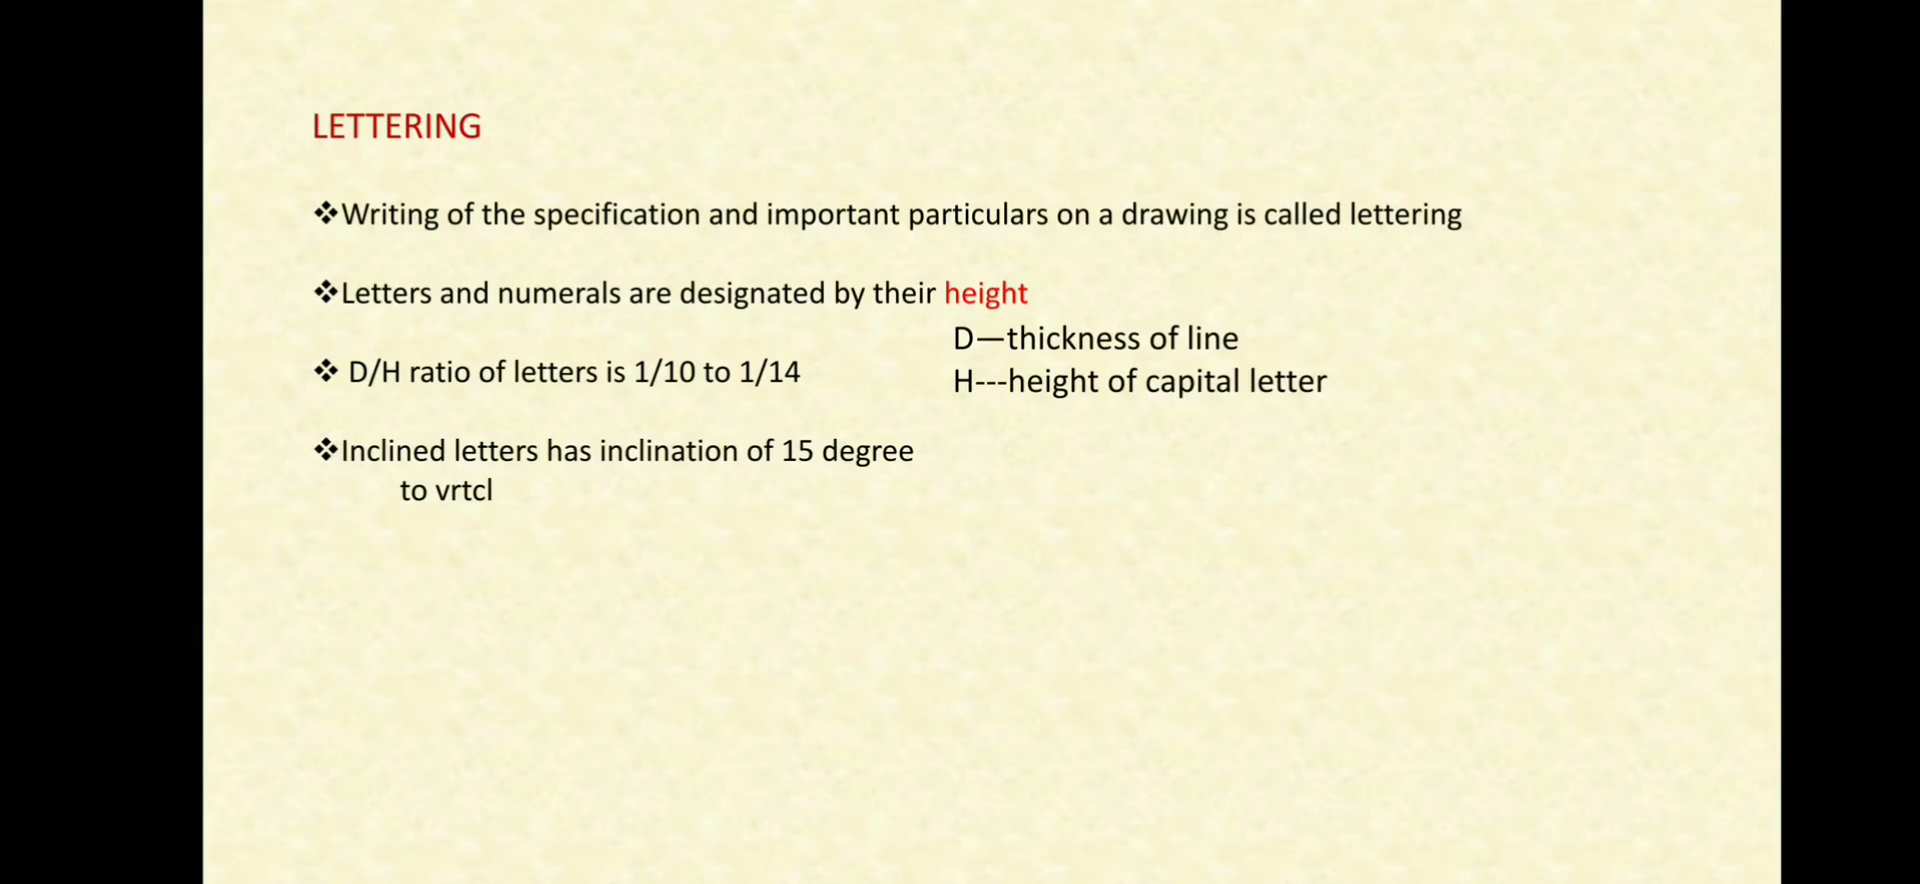 LETTERING
❖Writing of the specification and important particulars on a drawing is called lettering
❖Letters and numerals are designated by their height
D—thickness of line
❖ D/H ratio of letters is 1/10 to 1/14
H---height of capital letter
❖Inclined letters has inclination of 15 degree
to vrtcl